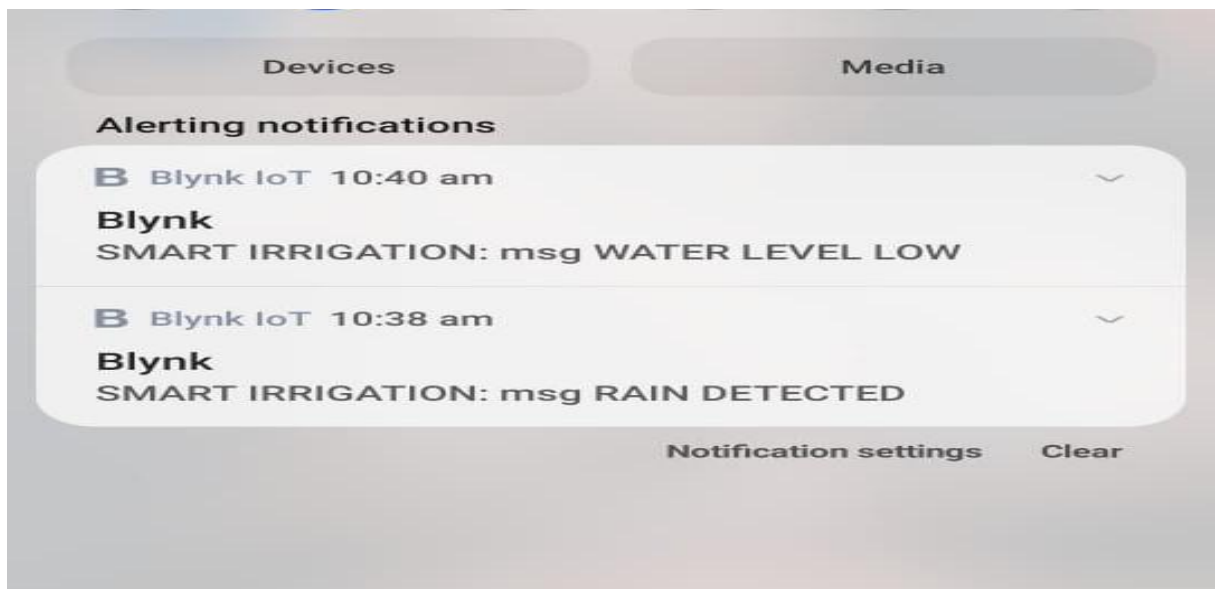 Devices
Media
Alerting notifications
B Blynk IoT 10:40 am
Blynk
SMART IRRIGATION: msg WATER LEVEL LOW
B Blynk IoT 10:38 am
Blynk
SMART IRRIGATION: msg RAIN DETECTED
Notification settings
Clear